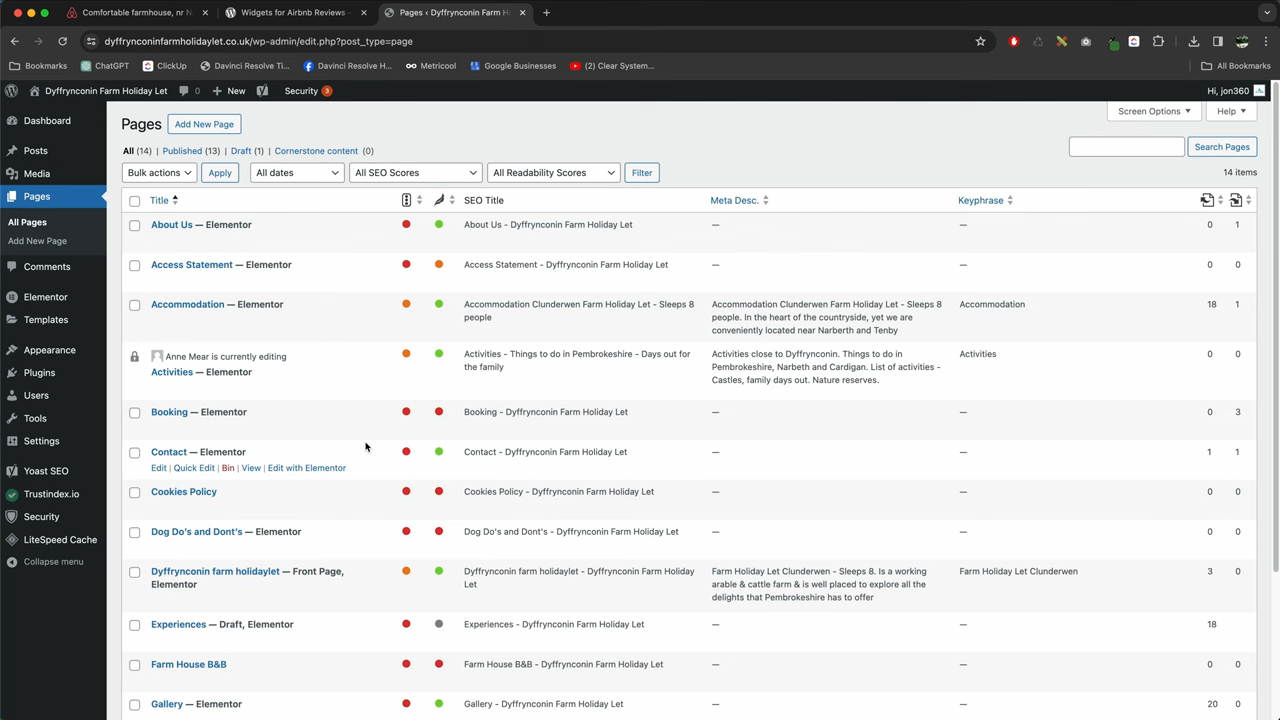 Comfortable farmhouse, nr N
Widgets for Airbnb Reviews -
Pages < Dyffrynconin Farm H
dyffrynconinfarmholidaylet.co.uk/wp-admin/edit.php?post_type=page
Bookmarks ChatGPT ClickUp Davinci Resolve Ti... Davinci Resolve H... Metricool Google Businesses (2) Clear System... All Bookmarks
Dyffrynconin Farm Holiday Let 0 New Security 3 Hi, jon360
Screen Options Help
Dashboard
Posts
Media
Pages
All Pages
Add New Page
Comments
Elementor
Templates
Appearance
Plugins
Users
Tools
Settings
Yoast SEO
Trustindex.io
Security
LiteSpeed Cache
Collapse menu
Pages Add New Page
All (14) | Published (13) | Draft (1) | Cornerstone content (0)
Search Pages
Bulk actions Apply All dates All SEO Scores All Readability Scores Filter
14 items
Title SEO Title Meta Desc. Keyphrase
About Us — Elementor About Us - Dyffrynconin Farm Holiday Let — — 0 1
Access Statement — Elementor Access Statement - Dyffrynconin Farm Holiday Let — — 0 0
Accommodation — Elementor
Accommodation Clunderwen Farm Holiday Let - Sleeps 8
people
Accommodation Clunderwen Farm Holiday Let - Sleeps 8
people. In the heart of the countryside, yet we are
conveniently located near Narberth and Tenby
Accommodation
18 1
Anne Mear is currently editing
Activities — Elementor
Activities - Things to do in Pembrokeshire - Days out for
the family
Activities close to Dyffrynconin. Things to do in
Pembrokeshire, Narbeth and Cardigan. List of activities -
Castles, family days out. Nature reserves.
Activities
0 0
Booking — Elementor Booking - Dyffrynconin Farm Holiday Let — — 0 3
Contact — Elementor Contact - Dyffrynconin Farm Holiday Let — — 1 1
Edit | Quick Edit | Bin | View | Edit with Elementor
Cookies Policy Cookies Policy - Dyffrynconin Farm Holiday Let — — 0 0
Dog Do's and Dont's — Elementor Dog Do's and Dont's - Dyffrynconin Farm Holiday Let — — 0 0
Dyffrynconin farm holidaylet — Front Page,
Elementor
Dyffrynconin farm holidaylet - Dyffrynconin Farm Holiday
Let
Farm Holiday Let Clunderwen - Sleeps 8. Is a working
arable & cattle farm & is well placed to explore all the
delights that Pembrokeshire has to offer
Farm Holiday Let Clunderwen
3 0
Experiences — Draft, Elementor Experiences - Dyffrynconin Farm Holiday Let — — 18
Farm House B&B Farm House B&B - Dyffrynconin Farm Holiday Let — — 0 0
Gallery — Elementor Gallery - Dyffrynconin Farm Holiday Let — — 20 0